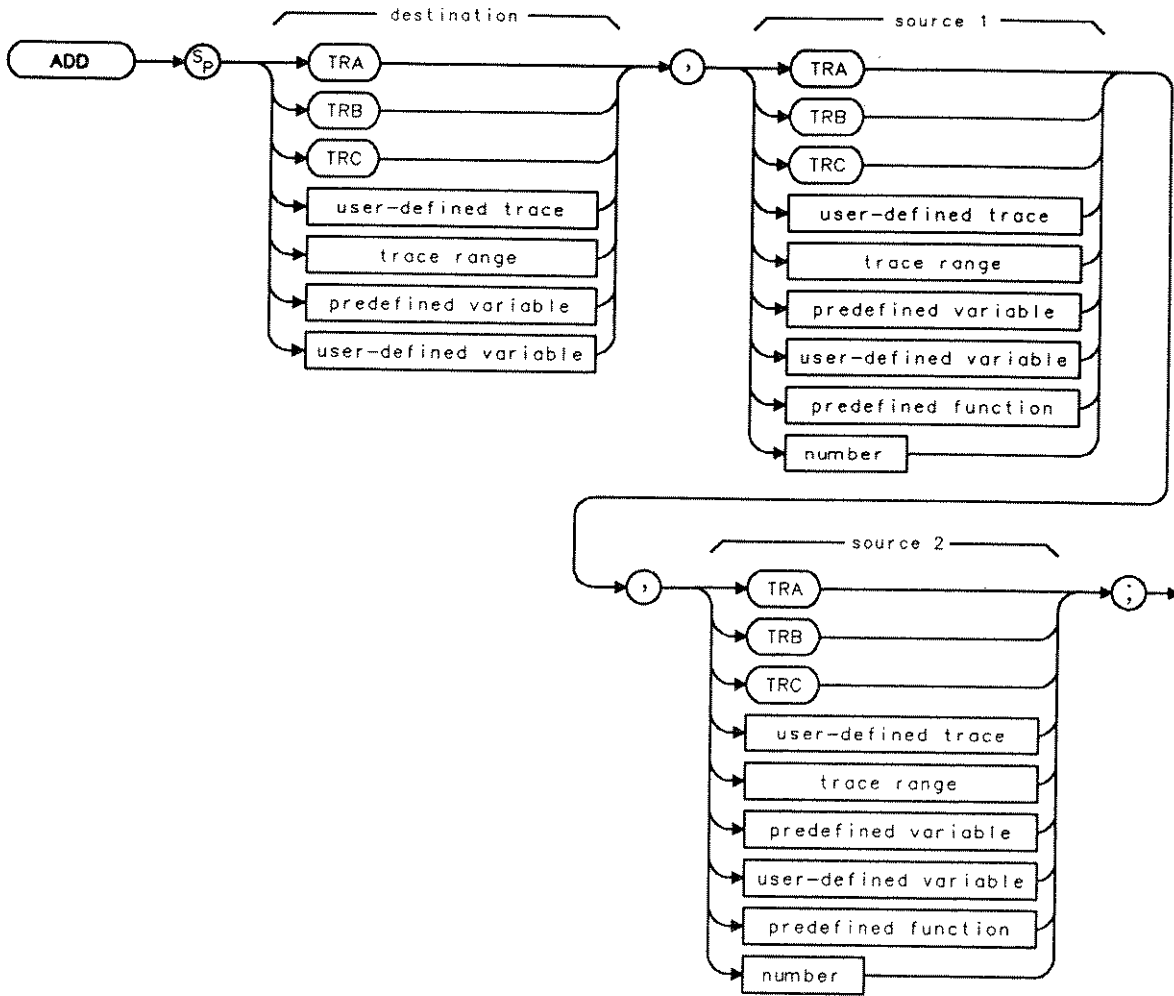 destination
ADD
SP
TRA
TRB
TRC
user-defined trace
trace range
predefined variable
user-defined variable
,
source 1
TRA
TRB
TRC
user-defined trace
trace range
predefined variable
user-defined variable
predefined function
number
source 2
,
TRA
TRB
TRC
user-defined trace
trace range
predefined variable
user-defined variable
predefined function
number
;